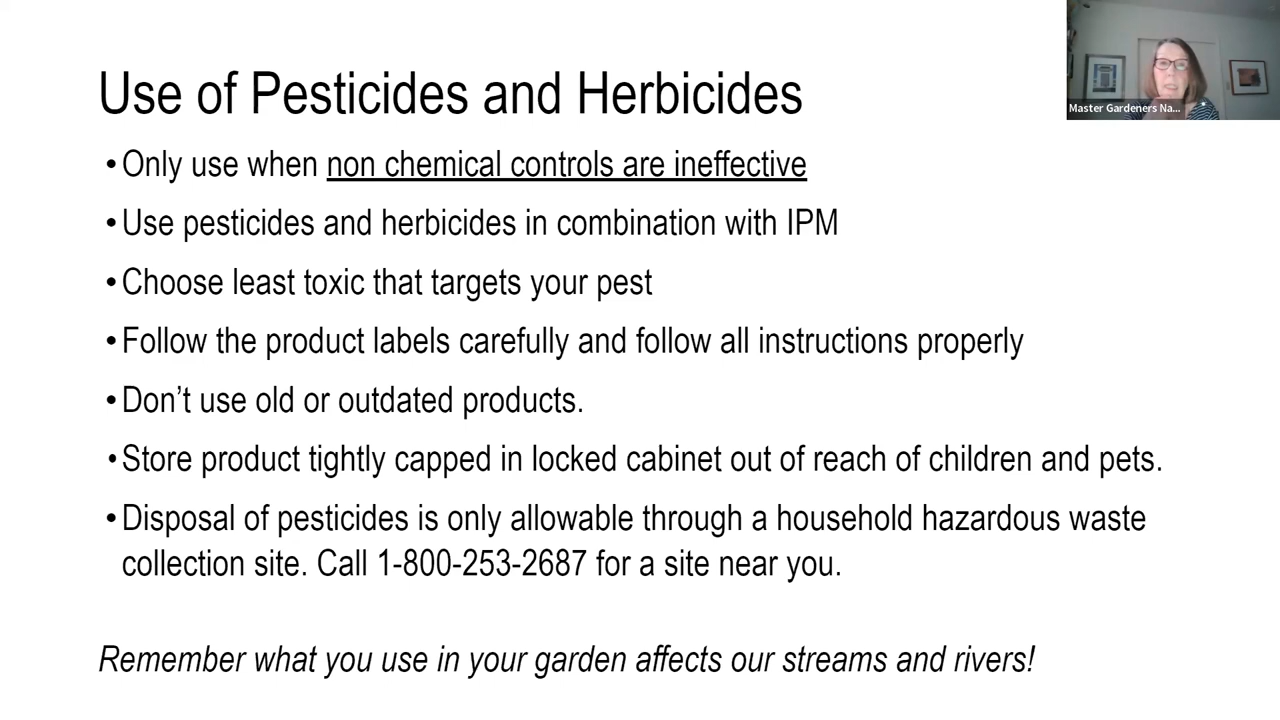 Use of Pesticides and Herbicides
•Only use when non chemical controls are ineffective
•Use pesticides and herbicides in combination with IPM
•Choose least toxic that targets your pest
•Follow the product labels carefully and follow all instructions properly
•Don’t use old or outdated products.
•Store product tightly capped in locked cabinet out of reach of children and pets.
•Disposal of pesticides is only allowable through a household hazardous waste
collection site. Call 1-800-253-2687 for a site near you.
Remember what you use in your garden affects our streams and rivers!
Master Gardeners Na...